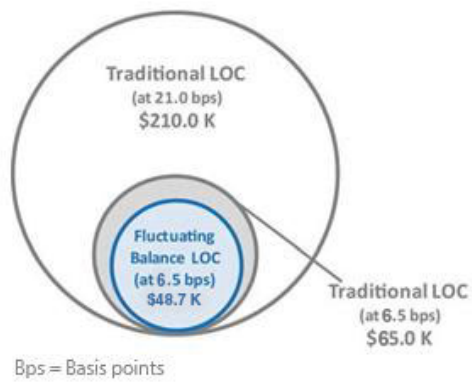 Traditional LOC
(at 21.0 bps)
$210.0 K
Fluctuating
Balance LOC
(at 6.5 bps)
$48.7 K
Traditional LOC
(at 6.5 bps)
$65.0 K
Bps = Basis points